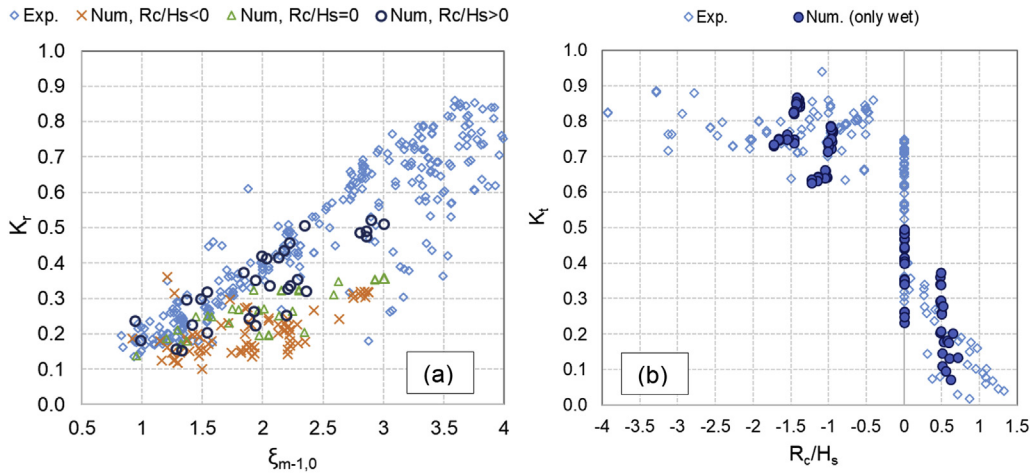 Exp. Num, Rc/Hs<0 Num, Rc/Hs=0 Num, Rc/Hs>0
1.0
0.9
0.8
0.7
0.6
0.5
0.4
0.3
0.2
0.1
0.0
Kr
0.5 1 1.5 2 2.5 3 3.5 4
ξm-1,0
(a)
Exp. Num. (only wet)
1.0
0.9
0.8
0.7
0.6
0.5
0.4
0.3
0.2
0.1
0.0
Kt
-4 -3.5 -3 -2.5 -2 -1.5 -1 -0.5 0 0.5 1 1.5
Rc/Hs
(b)